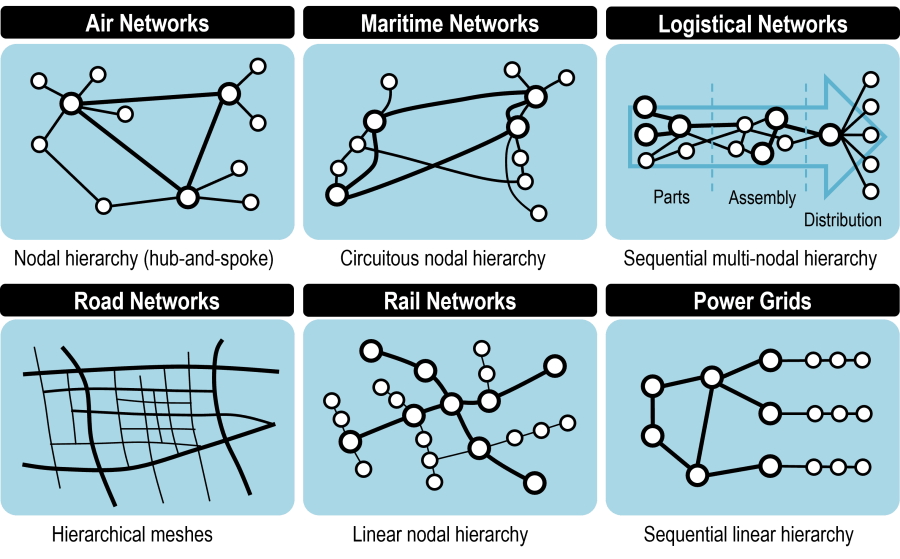 Air Networks
Maritime Networks
Logistical Networks
Parts
Assembly
Distribution
Nodal hierarchy (hub-and-spoke)
Circuitous nodal hierarchy
Sequential multi-nodal hierarchy
Road Networks
Rail Networks
Power Grids
Hierarchical meshes
Linear nodal hierarchy
Sequential linear hierarchy